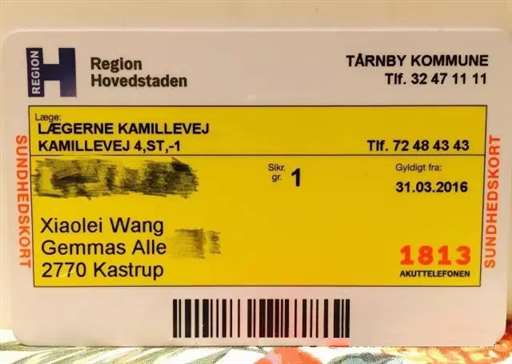 REGION
H
Region
Hovedstaden
TÅRNBY KOMMUNE
Tlf. 32 47 11 11
Læge:
LÆGERNE KAMILLEVEJ
KAMILLEVEJ 4,ST,-1
Tlf. 72 48 43 43
Sikr.
gr. 1
Gyldigt fra:
31.03.2016
Xiaolei Wang
Gemmas Alle
2770 Kastrup
1813
AKUTTELEFONEN
SUNDHEDSKORT
SUNDHEDSKORT